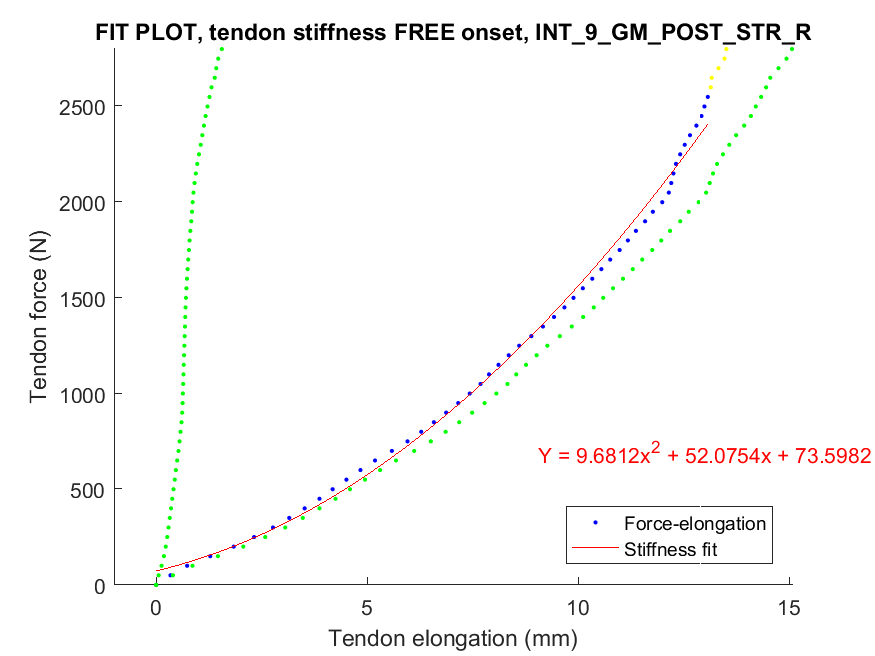 FIT PLOT, tendon stiffness FREE onset, INT_9_GM_POST_STR_R
2500
2000
1500
1000
500
0
Tendon force (N)
Y = 9.6812x² + 52.0754x + 73.5982
Force-elongation
Stiffness fit
0 5 10 15
Tendon elongation (mm)